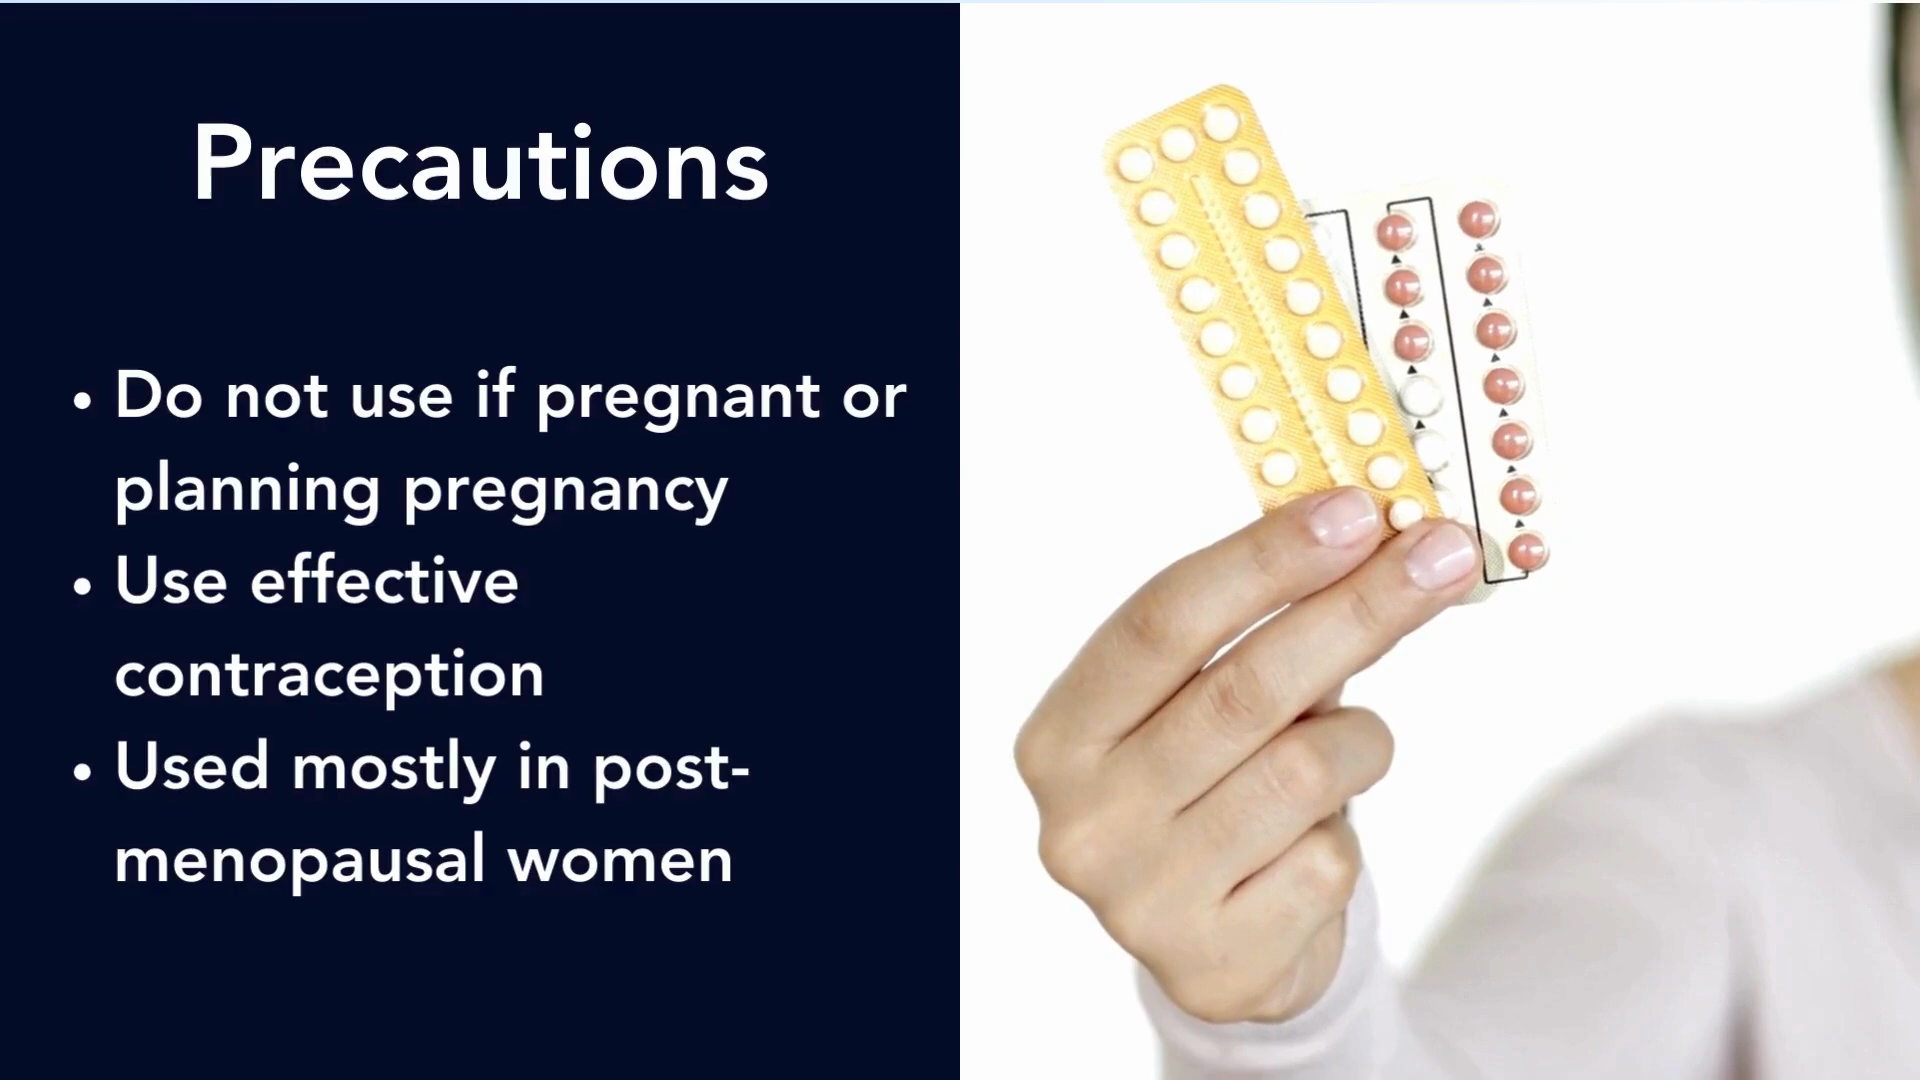 Precautions
• Do not use if pregnant or
planning pregnancy
• Use effective
contraception
• Used mostly in post-
menopausal women